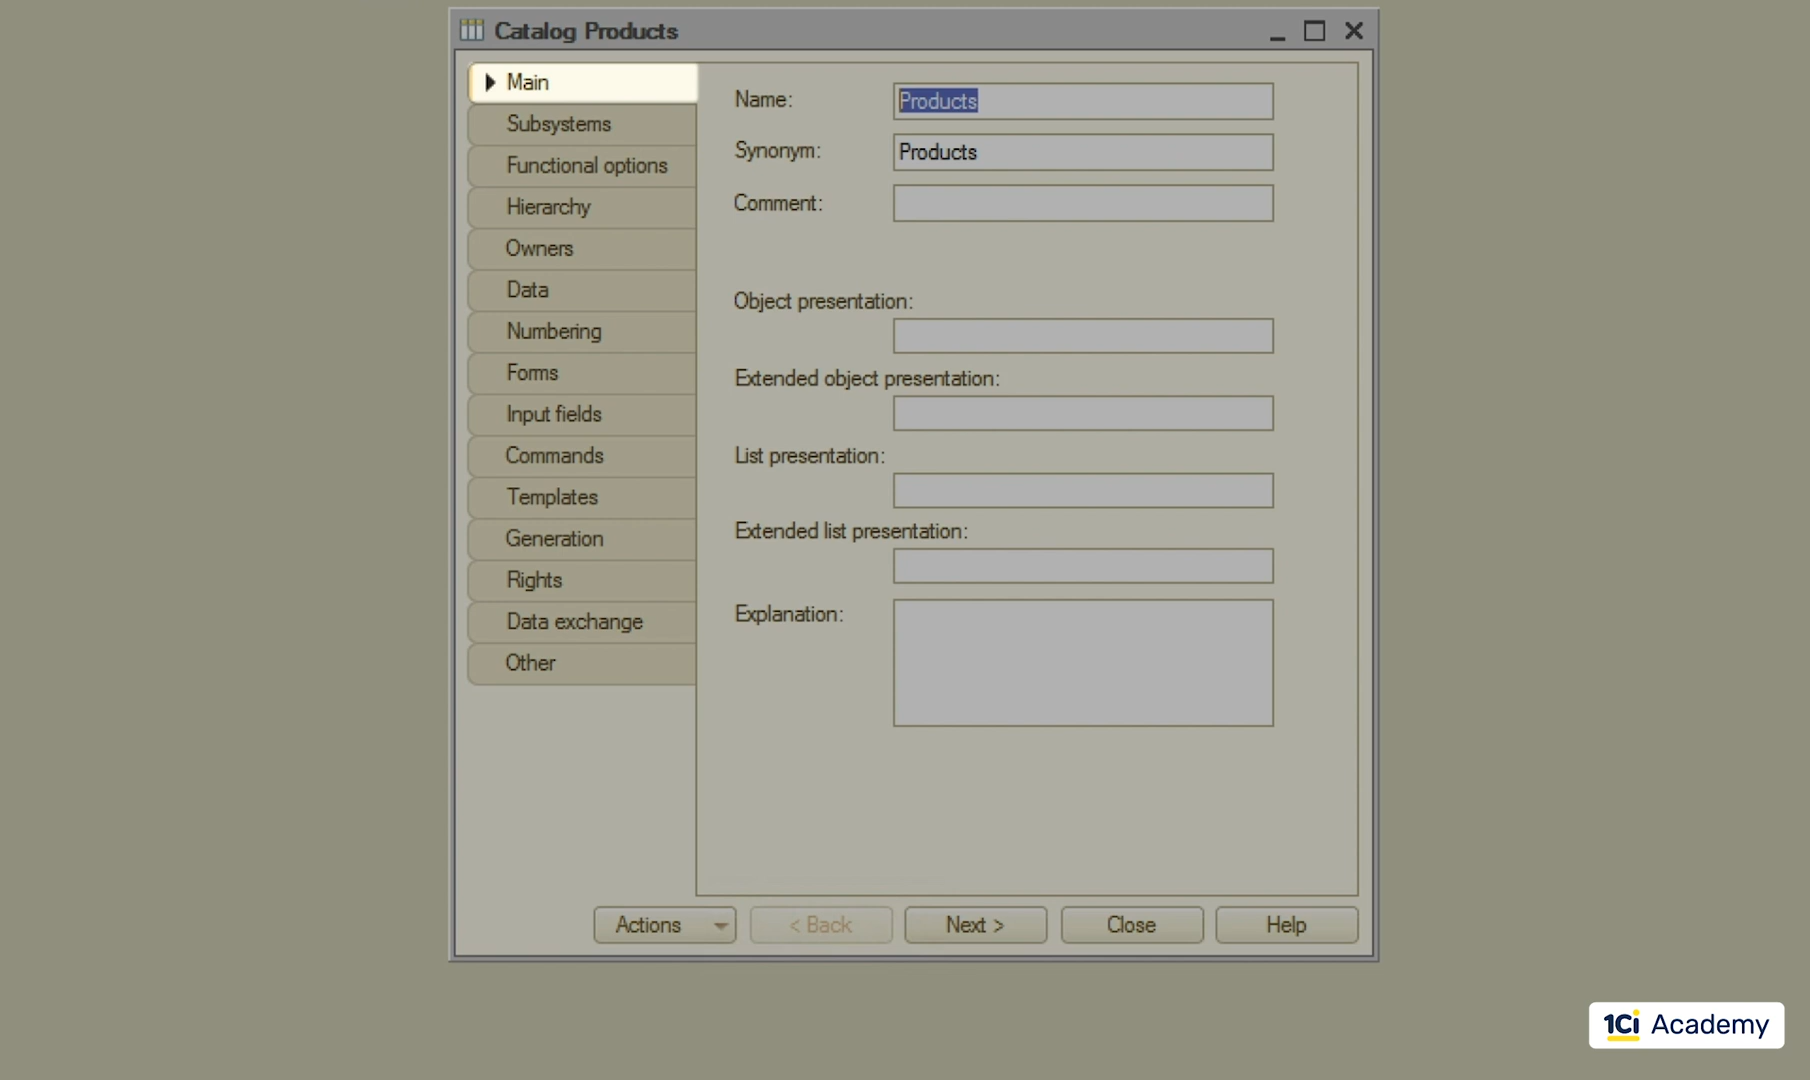 Catalog Products
Main
Subsystems
Functional options
Hierarchy
Owners
Data
Numbering
Forms
Input fields
Commands
Templates
Generation
Rights
Data exchange
Other
Name: Products
Synonym: Products
Comment:
Object presentation:
Extended object presentation:
List presentation:
Extended list presentation:
Explanation:
Actions < Back Next > Close Help
1Ci Academy